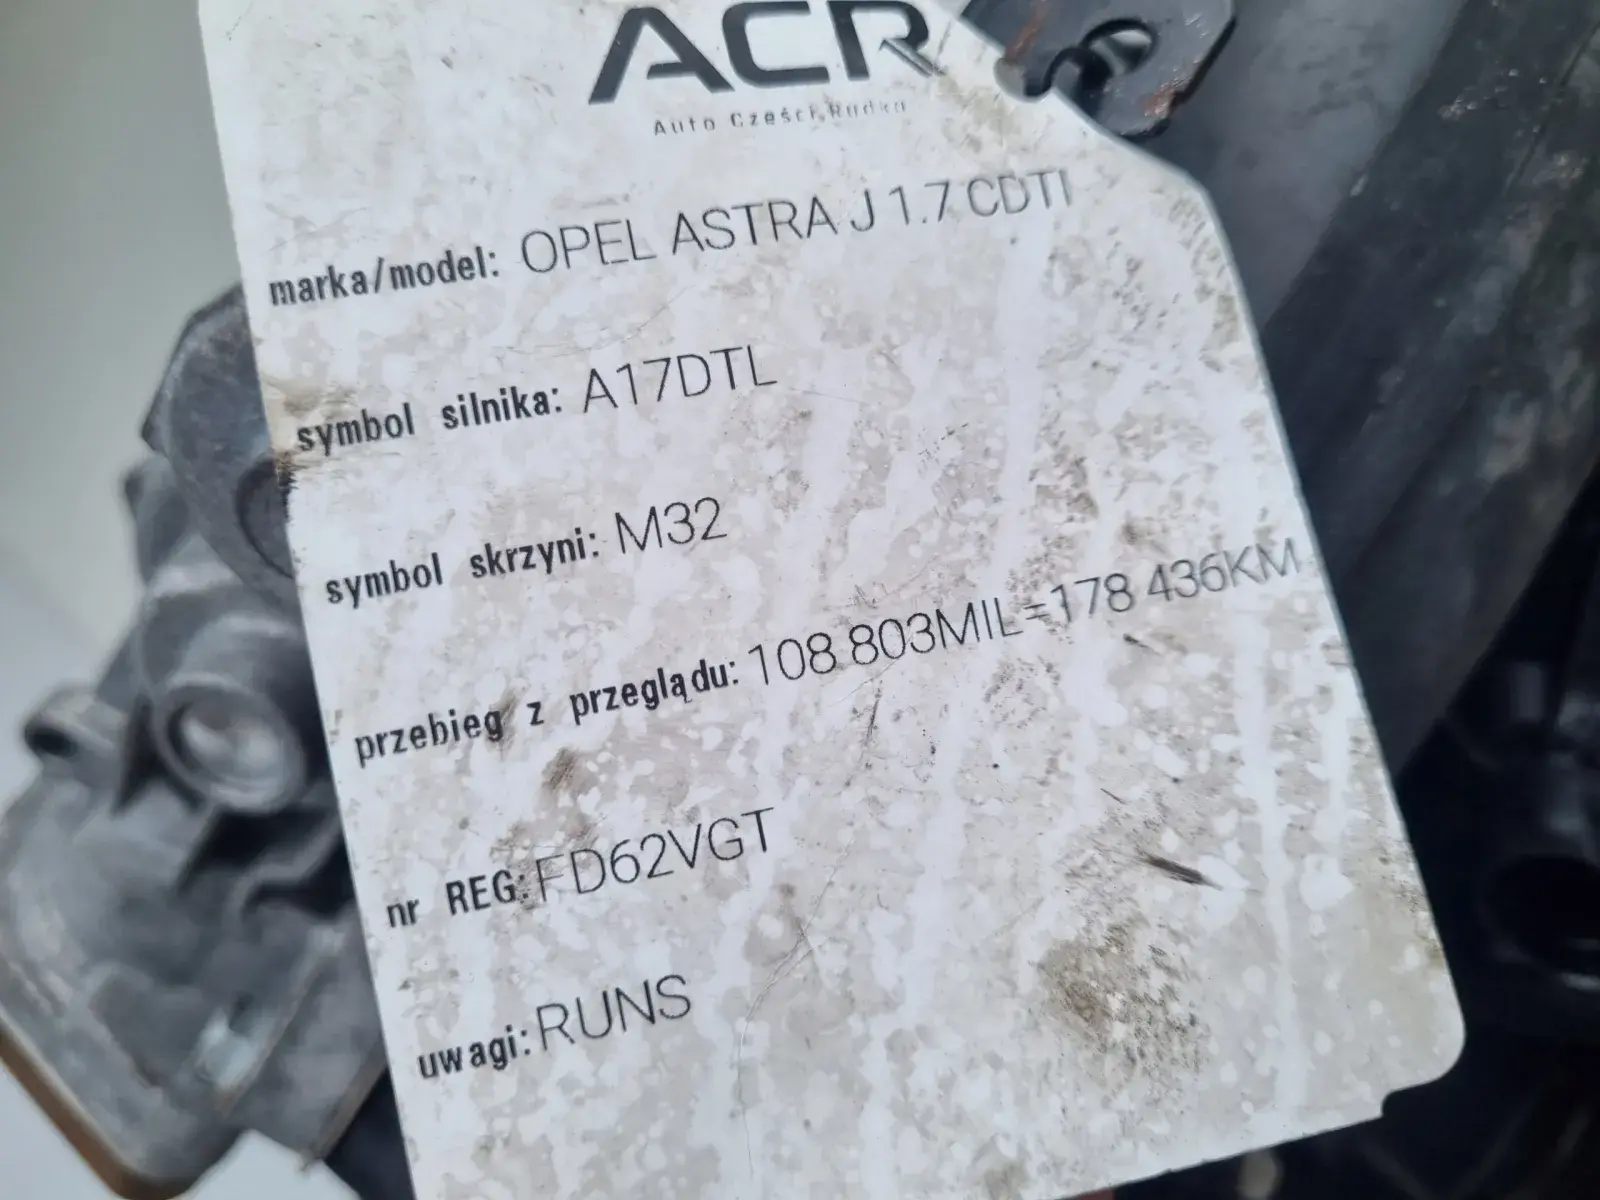 ACR
Auto Części Rudka
marka/model: OPEL ASTRA J 1.7 CDTI
symbol silnika: A17DTL
symbol skrzyni: M32
przebieg z przeglądu: 108 803MIL=178 436KM
nr REG: FD62VGT
uwagi: RUNS